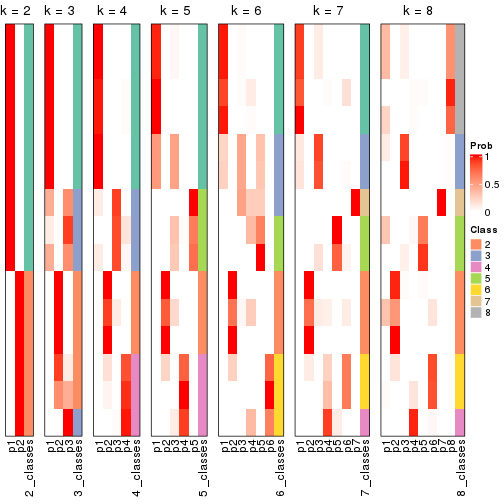 k = 2
k = 3
k = 4
k = 5
k = 6
k = 7
k = 8
p1
p2
2_classes
p1
p2
p3
3_classes
p1
p2
p3
p4
4_classes
p1
p2
p3
p4
p5
5_classes
p1
p2
p3
p4
p5
p6
6_classes
p1
p2
p3
p4
p5
p6
p7
7_classes
p1
p2
p3
p4
p5
p6
p7
p8
8_classes
Prob
1
0.5
0
Class
2
3
4
5
6
7
8